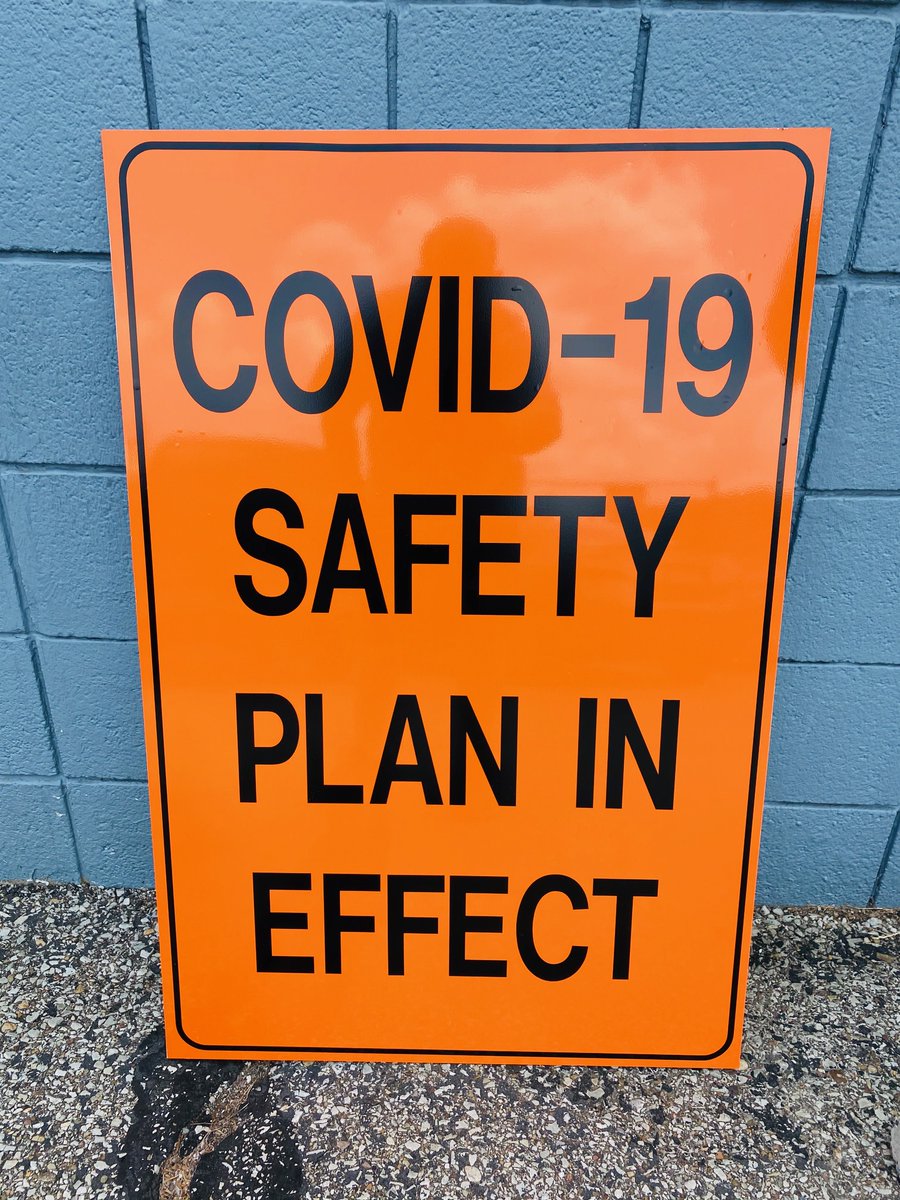 COVID-19
SAFETY
PLAN IN
EFFECT